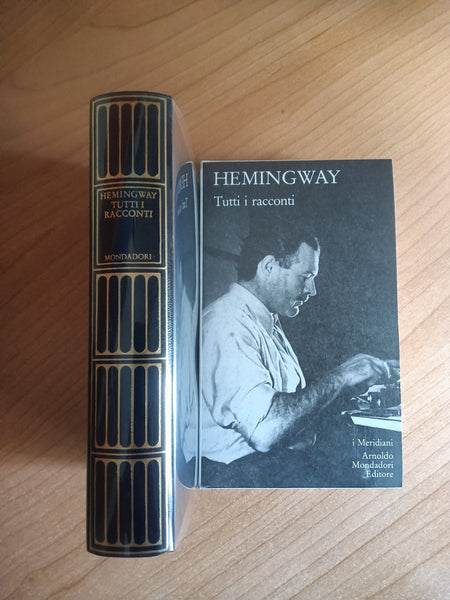 HEMINGWAY
TUTTI I
RACCONTI
MONDADORI
HEMINGWAY
Tutti i racconti
i Meridiani
Arnoldo
Mondadori
Editore